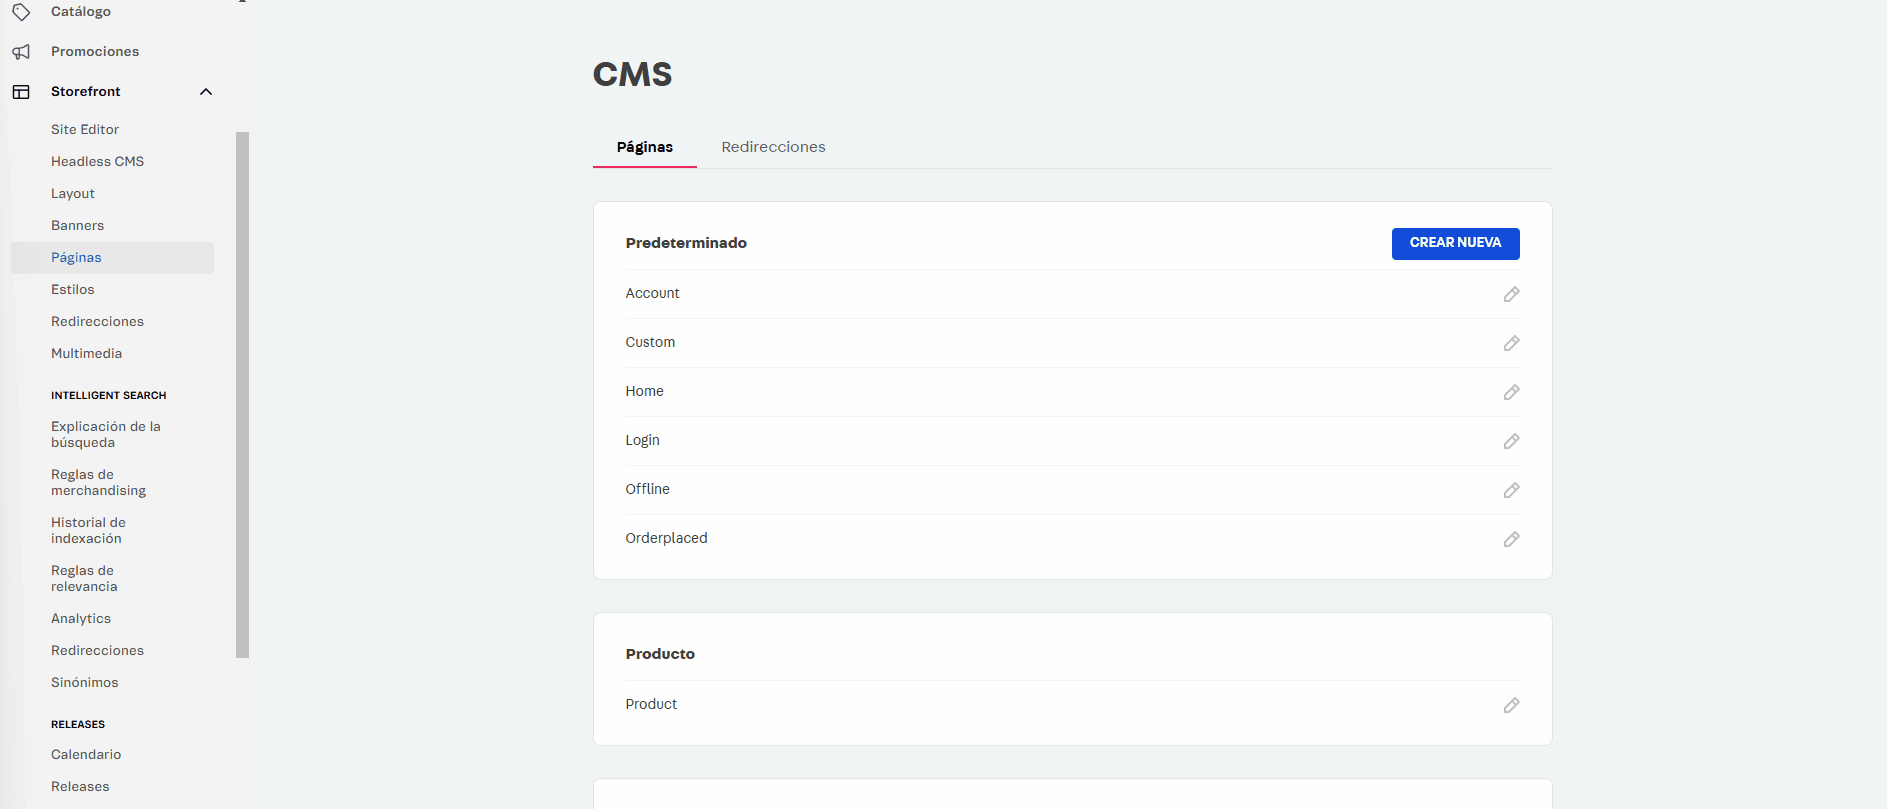 Catálogo
Promociones
Storefront
Site Editor
Headless CMS
Layout
Banners
Páginas
Estilos
Redirecciones
Multimedia
INTELLIGENT SEARCH
Explicación de la
búsqueda
Reglas de
merchandising
Historial de
indexación
Reglas de
relevancia
Analytics
Redirecciones
Sinónimos
RELEASES
Calendario
Releases
CMS
Páginas
Redirecciones
Predeterminado
CREAR NUEVA
Account
Custom
Home
Login
Offline
Orderplaced
Producto
Product